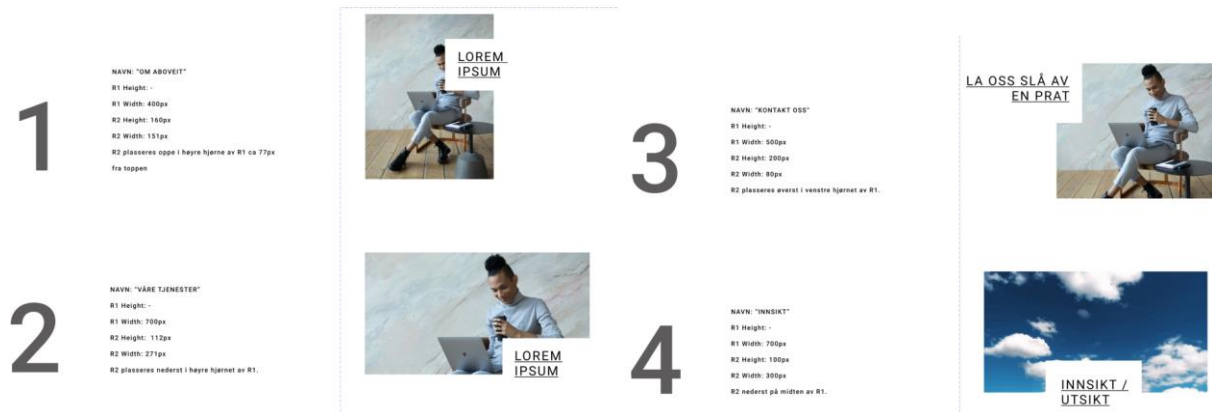 1
NAVN: "OM ABOVEIT"
R1 Height: -
R1 Width: 400px
R2 Height: 160px
R2 Width: 151px
R2 plasseres oppe i høyre hjørne av R1 ca 77px
fra toppen
LOREM
IPSUM
2
NAVN: "VÅRE TJENESTER"
R1 Height: -
R1 Width: 700px
R2 Height: 112px
R2 Width: 271px
R2 plasseres nederst i høyre hjørnet av R1.
LOREM
IPSUM
3
NAVN: "KONTAKT OSS"
R1 Height: -
R1 Width: 500px
R2 Height: 200px
R2 Width: 80px
R2 plasseres øverst i venstre hjørnet av R1.
LA OSS SLÅ AV
EN PRAT
4
NAVN: "INNSIKT"
R1 Height: -
R1 Width: 700px
R2 Height: 100px
R2 Width: 300px
R2 nederst på midten av R1.
INNSIKT /
UTSIKT